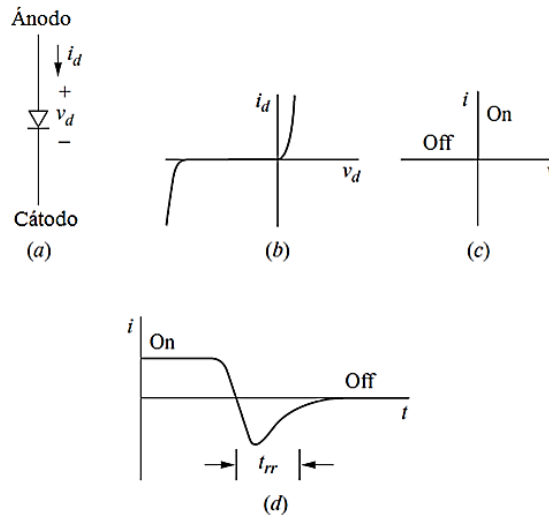 Ánodo
i_d
+
v_d
−
Cátodo
(a)
i_d
v_d
(b)
i
On
Off
v
(c)
i
On
Off
t
t_rr
(d)